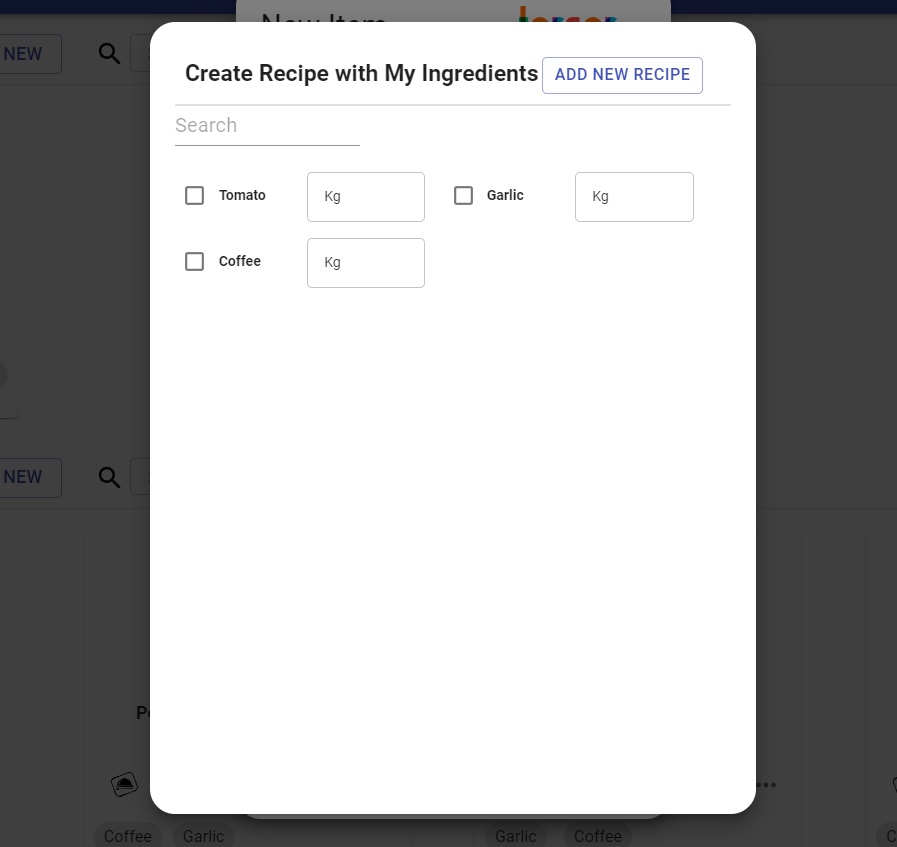 New Item
NEW
Create Recipe with My Ingredients
ADD NEW RECIPE
Search
Tomato
Kg
Garlic
Kg
Coffee
Kg
NEW
Coffee
Garlic
Garlic
Coffee